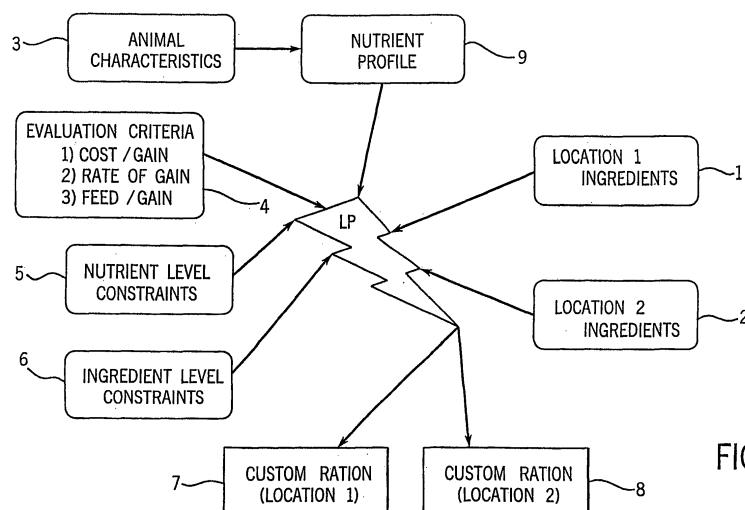 3
ANIMAL
CHARACTERISTICS
NUTRIENT
PROFILE
9
EVALUATION CRITERIA
1) COST / GAIN
2) RATE OF GAIN
3) FEED / GAIN
4
LOCATION 1
INGREDIENTS
1
LP
5
NUTRIENT LEVEL
CONSTRAINTS
LOCATION 2
INGREDIENTS
2
6
INGREDIENT LEVEL
CONSTRAINTS
7
CUSTOM RATION
(LOCATION 1)
CUSTOM RATION
(LOCATION 2)
8
FIG